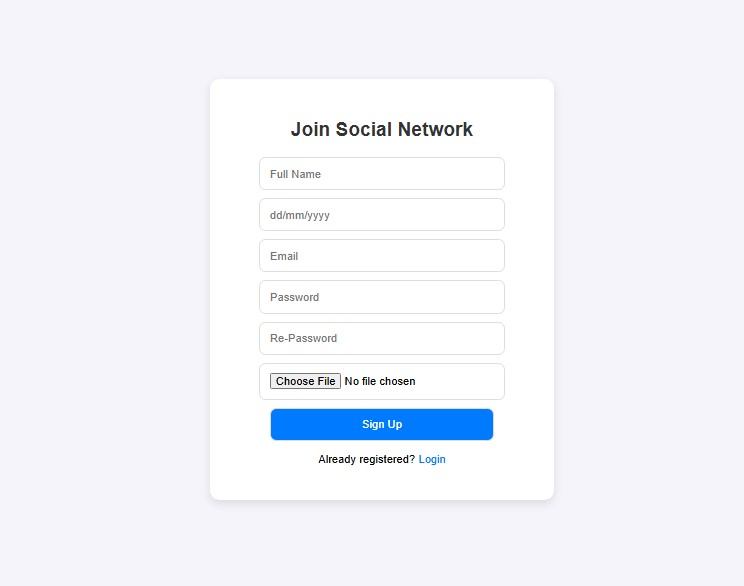 Join Social Network
Full Name
dd/mm/yyyy
Email
Password
Re-Password
Choose File No file chosen
Sign Up
Already registered? Login